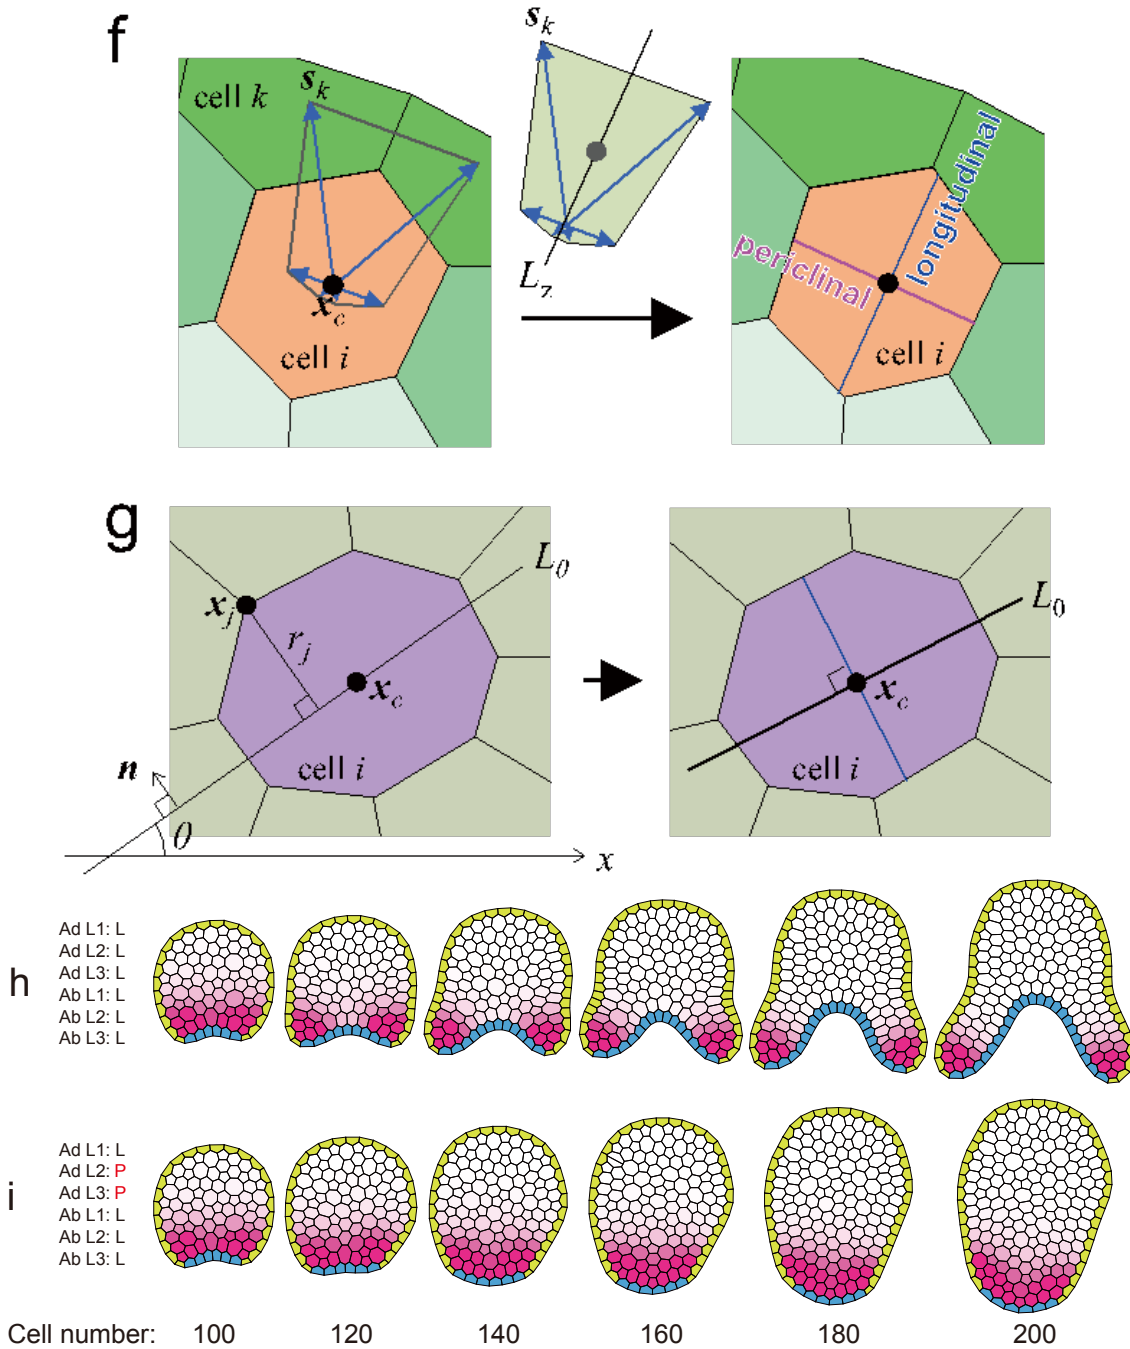 f
cell k
s_k
x_c
cell i
s_k
L_z
longitudinal
periclinal
cell i
g
L_0
x_j
r_j
x_c
cell i
n
θ
x
L_0
x_c
cell i
h
Ad L1: L
Ad L2: L
Ad L3: L
Ab L1: L
Ab L2: L
Ab L3: L
i
Ad L1: L
Ad L2: P
Ad L3: P
Ab L1: L
Ab L2: L
Ab L3: L
Cell number: 100 120 140 160 180 200